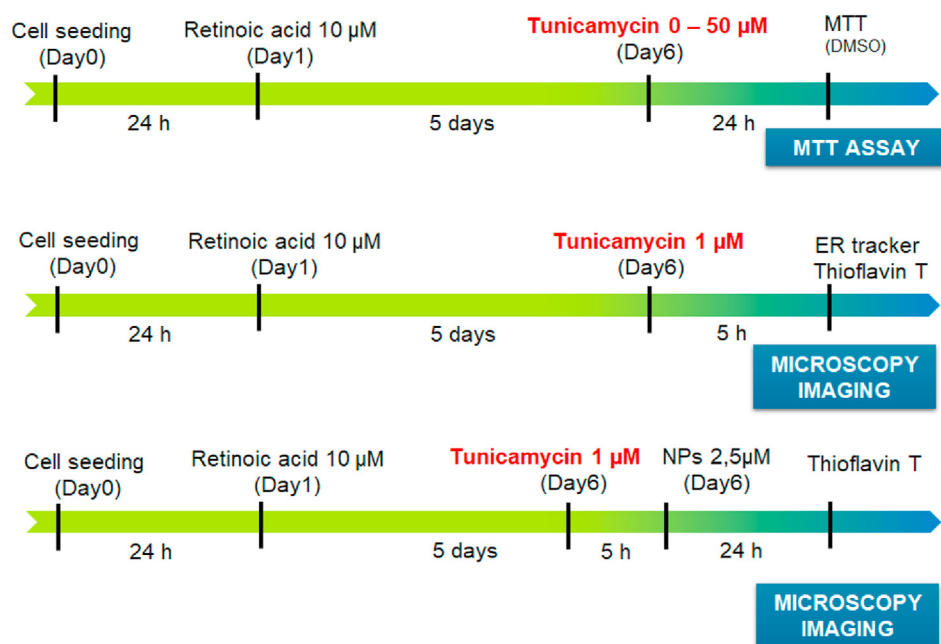 Cell seeding
(Day0)
Retinoic acid 10 µM
(Day1)
Tunicamycin 0 – 50 µM
(Day6)
MTT
(DMSO)
24 h
5 days
24 h
MTT ASSAY
Cell seeding
(Day0)
Retinoic acid 10 µM
(Day1)
Tunicamycin 1 µM
(Day6)
ER tracker
Thioflavin T
24 h
5 days
5 h
MICROSCOPY
IMAGING
Cell seeding
(Day0)
Retinoic acid 10 µM
(Day1)
Tunicamycin 1 µM
(Day6)
NPs 2,5µM
(Day6)
Thioflavin T
24 h
5 days
5 h
24 h
MICROSCOPY
IMAGING